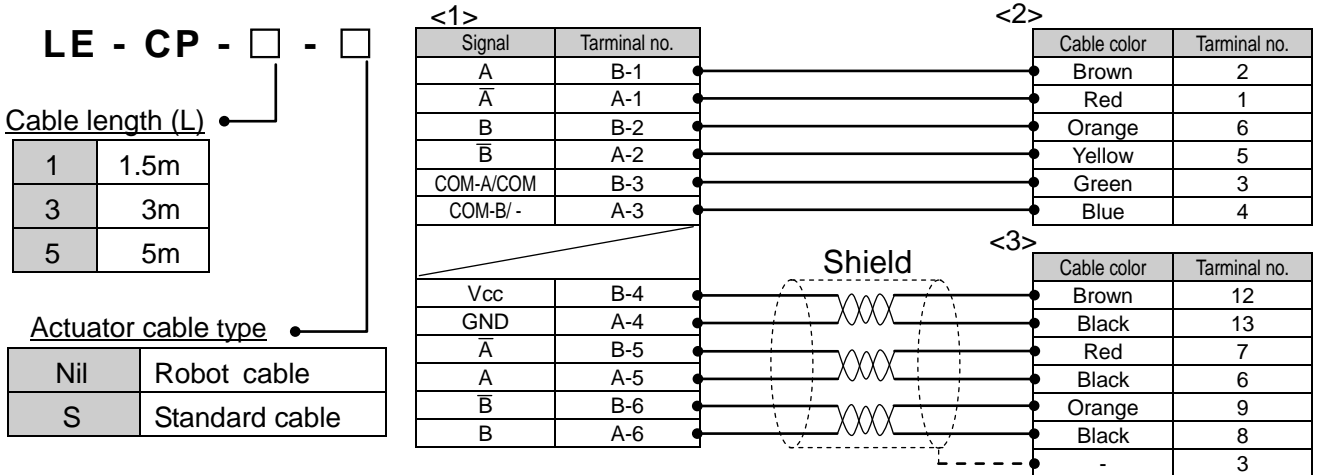 LE - CP - □ - □
Cable length (L)
1 1.5m
3 3m
5 5m
Actuator cable type
Nil Robot cable
S Standard cable
<1>
Signal Tarminal no.
A B-1
A̅ A-1
B B-2
B̅ A-2
COM-A/COM B-3
COM-B/ - A-3
Vcc B-4
GND A-4
A̅ B-5
A A-5
B̅ B-6
B A-6
Shield
<2>
Cable color Tarminal no.
Brown 2
Red 1
Orange 6
Yellow 5
Green 3
Blue 4
<3>
Cable color Tarminal no.
Brown 12
Black 13
Red 7
Black 6
Orange 9
Black 8
- 3